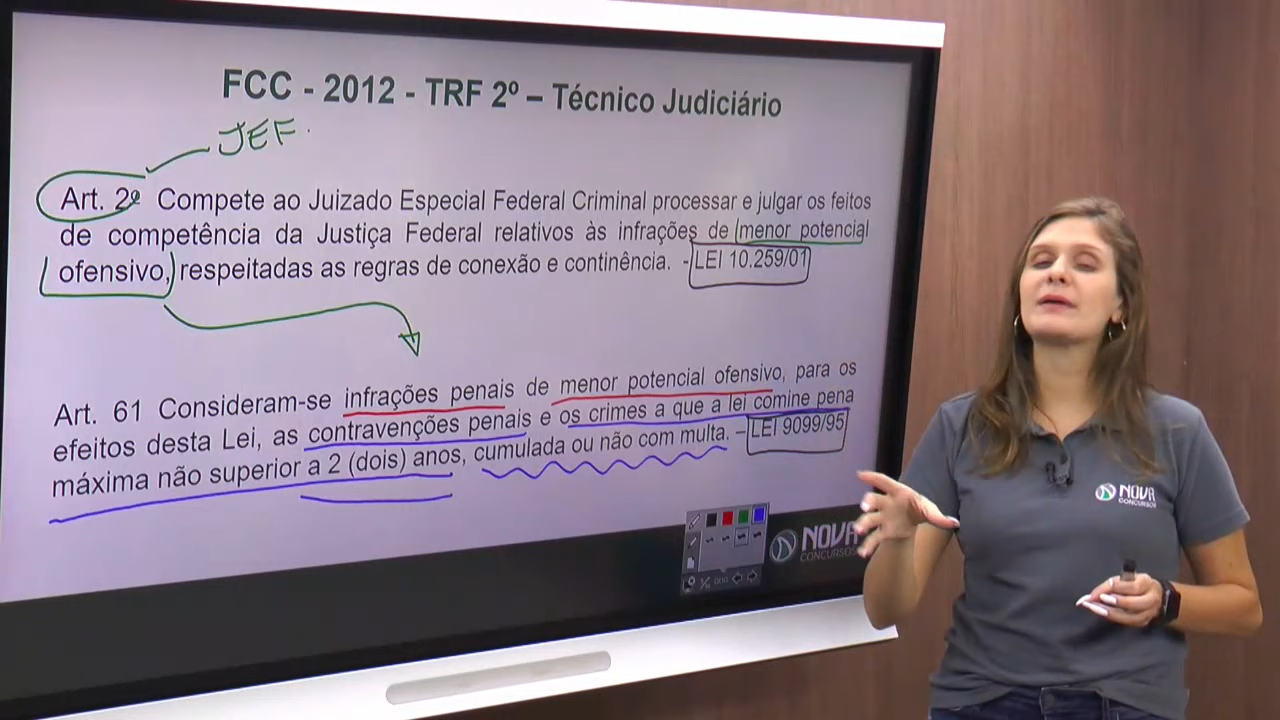 FCC - 2012 - TRF 2º – Técnico Judiciário
JEF
Art. 2º Compete ao Juizado Especial Federal Criminal processar e julgar os feitos
de competência da Justiça Federal relativos às infrações de menor potencial
ofensivo, respeitadas as regras de conexão e continência. - LEI 10.259/01
Art. 61 Consideram-se infrações penais de menor potencial ofensivo, para os
efeitos desta Lei, as contravenções penais e os crimes a que a lei comine pena
máxima não superior a 2 (dois) anos, cumulada ou não com multa. – LEI 9099/95
NOVA
CONCURSOS
NOVA
CONCURSOS